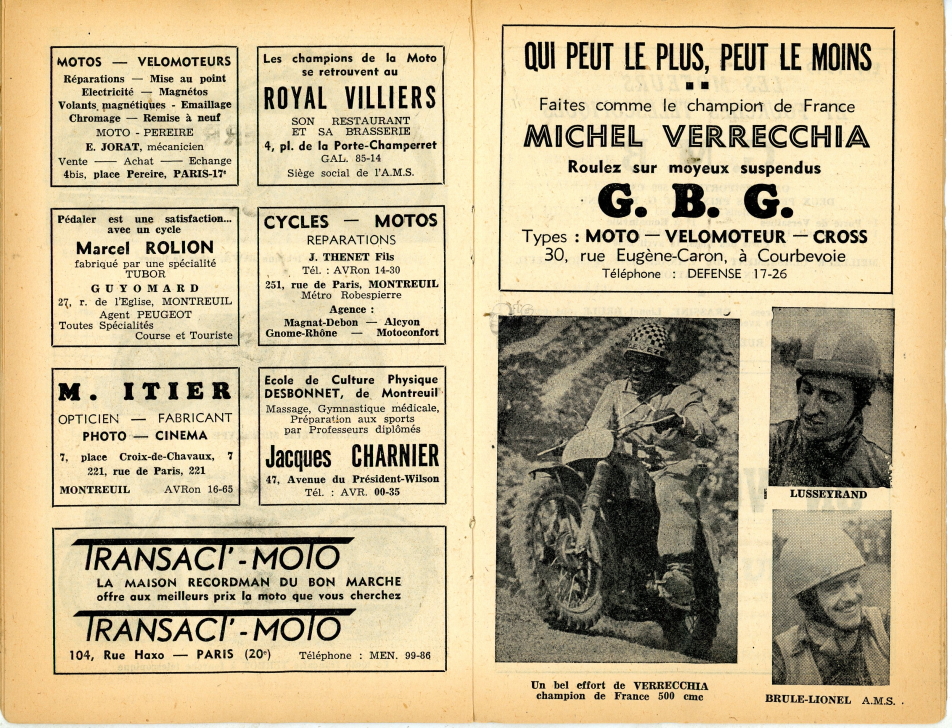 MOTOS — VELOMOTEURS
Réparations — Mise au point
Electricité — Magnétos
Volants magnétiques - Emaillage
Chromage — Remise à neuf
MOTO - PEREIRE
E. JORAT, mécanicien
Vente — Achat — Echange
4bis, place Pereire, PARIS-17e
Les champions de la Moto
se retrouvent au
ROYAL VILLIERS
SON RESTAURANT
ET SA BRASSERIE
4, pl. de la Porte-Champerret
GAL. 85-14
Siège social de l'A.M.S.
Pédaler est une satisfaction...
avec un cycle
Marcel ROLION
fabriqué par une spécialité
TUBOR
GUYOMARD
27, r. de l'Eglise, MONTREUIL
Agent PEUGEOT
Toutes Spécialités
Course et Touriste
CYCLES — MOTOS
REPARATIONS
J. THENET Fils
Tél. : AVRon 14-30
251, rue de Paris, MONTREUIL
Métro Robespierre
Agence :
Magnat-Debon — Alcyon
Gnome-Rhône — Motoconfort
M. ITIER
OPTICIEN — FABRICANT
PHOTO — CINEMA
7, place Croix-de-Chavaux, 7
221, rue de Paris, 221
MONTREUIL AVRon 16-65
Ecole de Culture Physique
DESBONNET, de Montreuil
Massage, Gymnastique médicale,
Préparation aux sports
par Professeurs diplômés
Jacques CHARNIER
47, Avenue du Président-Wilson
Tél. : AVR. 00-35
TRANSACT'-MOTO
LA MAISON RECORDMAN DU BON MARCHE
offre aux meilleurs prix la moto que vous cherchez
TRANSACT'-MOTO
104, Rue Haxo — PARIS (20e) Téléphone : MEN. 99-86
QUI PEUT LE PLUS, PEUT LE MOINS
Faites comme le champion de France
MICHEL VERRECCHIA
Roulez sur moyeux suspendus
G. B. G.
Types : MOTO — VELOMOTEUR — CROSS
30, rue Eugène-Caron, à Courbevoie
Téléphone : DEFENSE 17-26
LUSSEYRAND
Un bel effort de VERRECCHIA
champion de France 500 cmc
BRULE-LIONEL A.M.S.